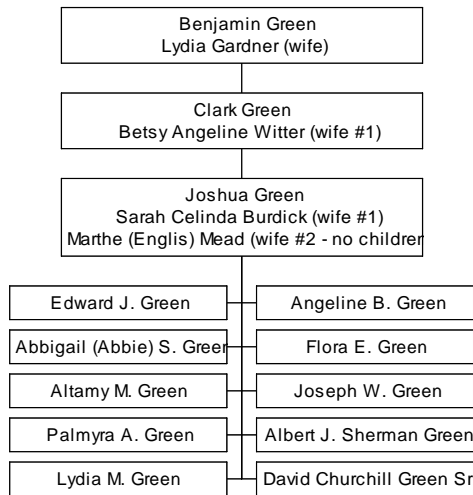 Benjamin Green
Lydia Gardner (wife)
Clark Green
Betsy Angeline Witter (wife #1)
Joshua Green
Sarah Celinda Burdick (wife #1)
Marthe (Englis) Mead (wife #2 - no childrer
Edward J. Green
Angeline B. Green
Abbigail (Abbie) S. Green
Flora E. Green
Altamy M. Green
Joseph W. Green
Palmyra A. Green
Albert J. Sherman Green
Lydia M. Green
David Churchill Green Sr